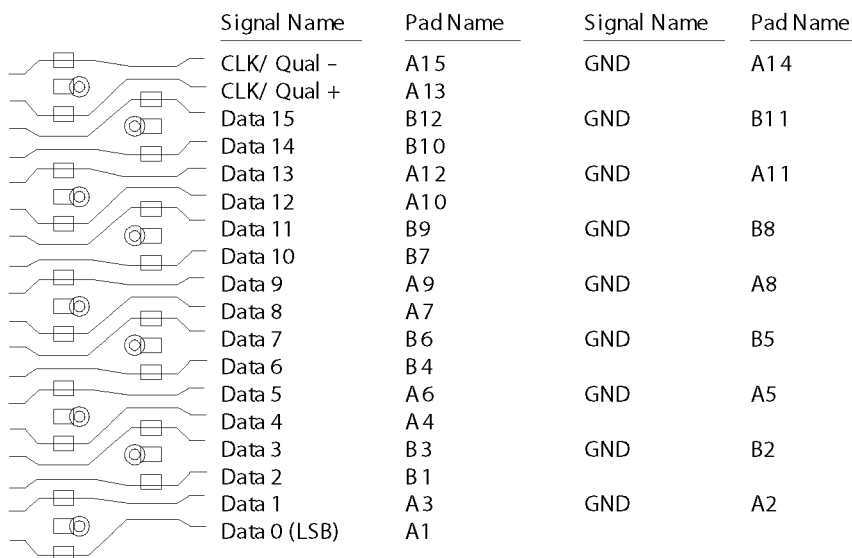 Signal Name Pad Name Signal Name Pad Name
CLK/ Qual – A15 GND A14
CLK/ Qual + A13
Data 15 B12 GND B11
Data 14 B10
Data 13 A12 GND A11
Data 12 A10
Data 11 B9 GND B8
Data 10 B7
Data 9 A9 GND A8
Data 8 A7
Data 7 B6 GND B5
Data 6 B4
Data 5 A6 GND A5
Data 4 A4
Data 3 B3 GND B2
Data 2 B1
Data 1 A3 GND A2
Data 0 (LSB) A1